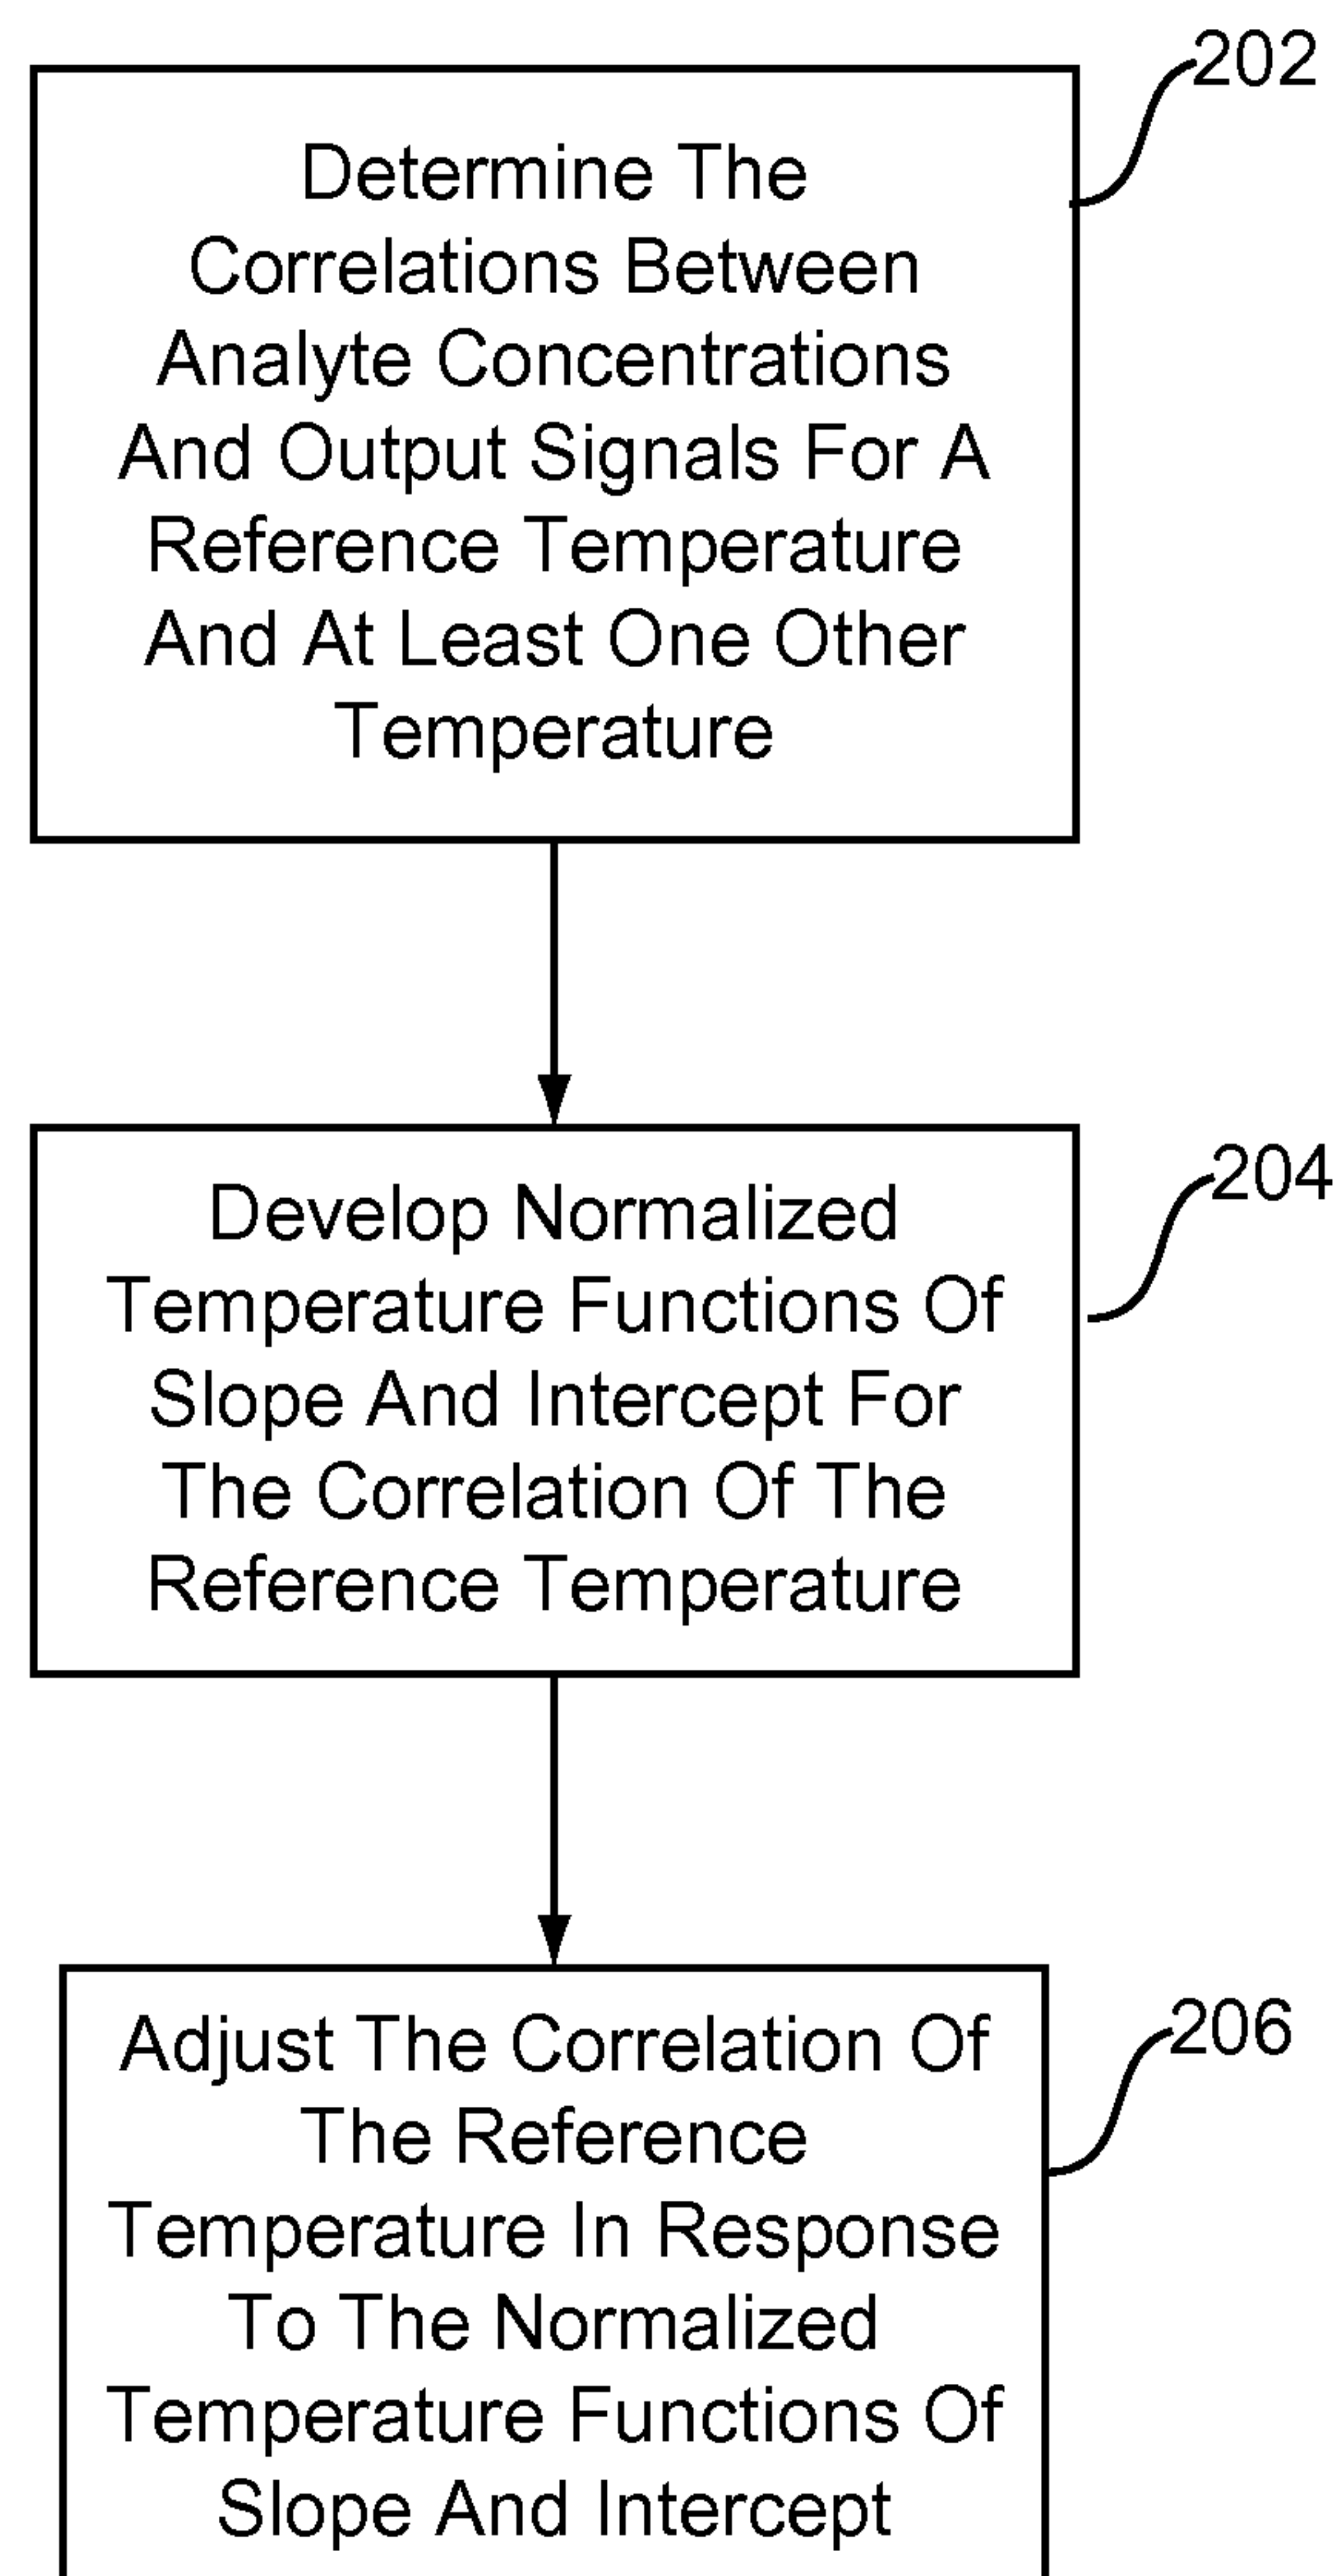 202
Determine The
Correlations Between
Analyte Concentrations
And Output Signals For A
Reference Temperature
And At Least One Other
Temperature
204
Develop Normalized
Temperature Functions Of
Slope And Intercept For
The Correlation Of The
Reference Temperature
206
Adjust The Correlation Of
The Reference
Temperature In Response
To The Normalized
Temperature Functions Of
Slope And Intercept